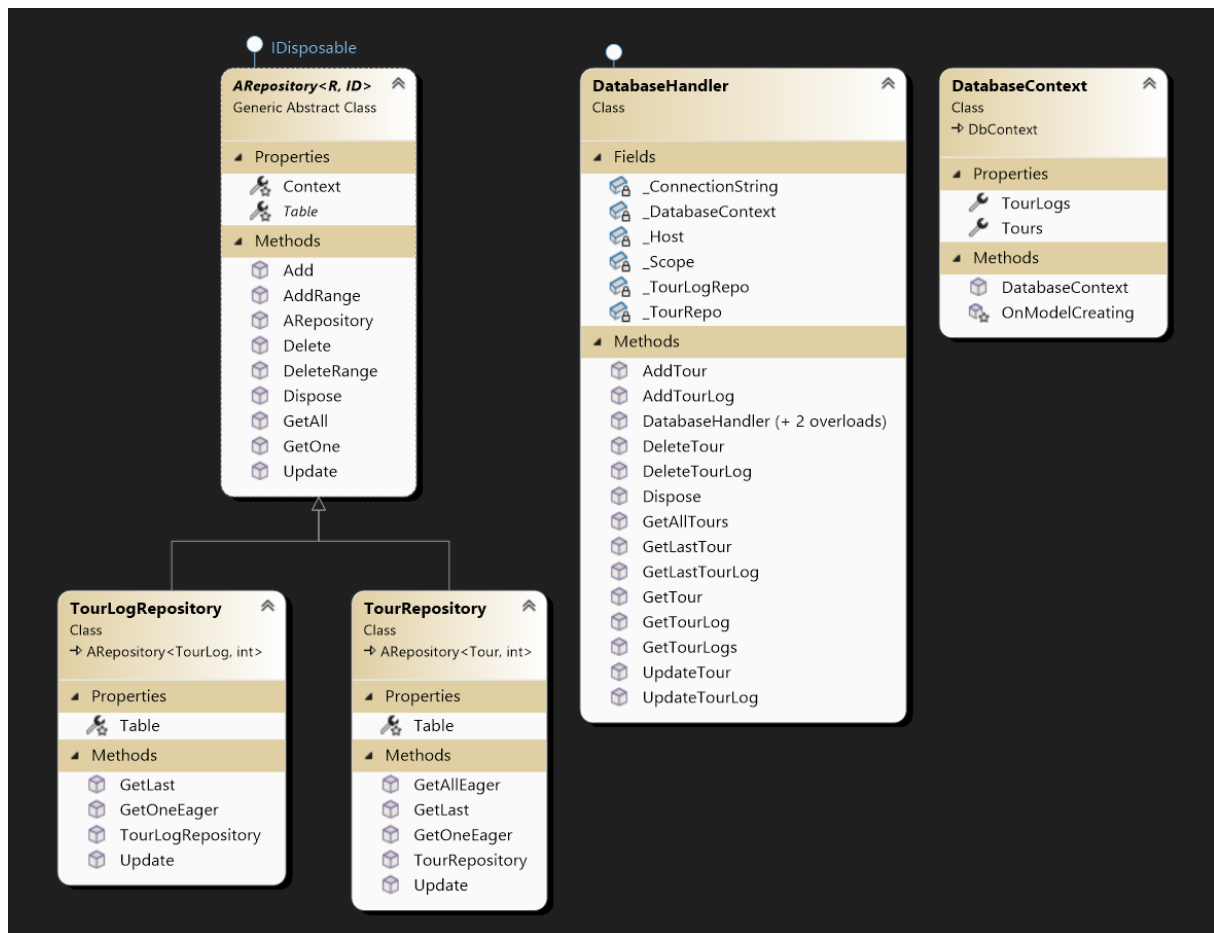 IDisposable
ARepository<R, ID>
Generic Abstract Class
Properties
Context
Table
Methods
Add
AddRange
ARepository
Delete
DeleteRange
Dispose
GetAll
GetOne
Update
DatabaseHandler
Class
Fields
_ConnectionString
_DatabaseContext
_Host
_Scope
_TourLogRepo
_TourRepo
Methods
AddTour
AddTourLog
DatabaseHandler (+ 2 overloads)
DeleteTour
DeleteTourLog
Dispose
GetAllTours
GetLastTour
GetLastTourLog
GetTour
GetTourLog
GetTourLogs
UpdateTour
UpdateTourLog
DatabaseContext
Class
DbContext
Properties
TourLogs
Tours
Methods
DatabaseContext
OnModelCreating
TourLogRepository
Class
ARepository<TourLog, int>
Properties
Table
Methods
GetLast
GetOneEager
TourLogRepository
Update
TourRepository
Class
ARepository<Tour, int>
Properties
Table
Methods
GetAllEager
GetLast
GetOneEager
TourRepository
Update